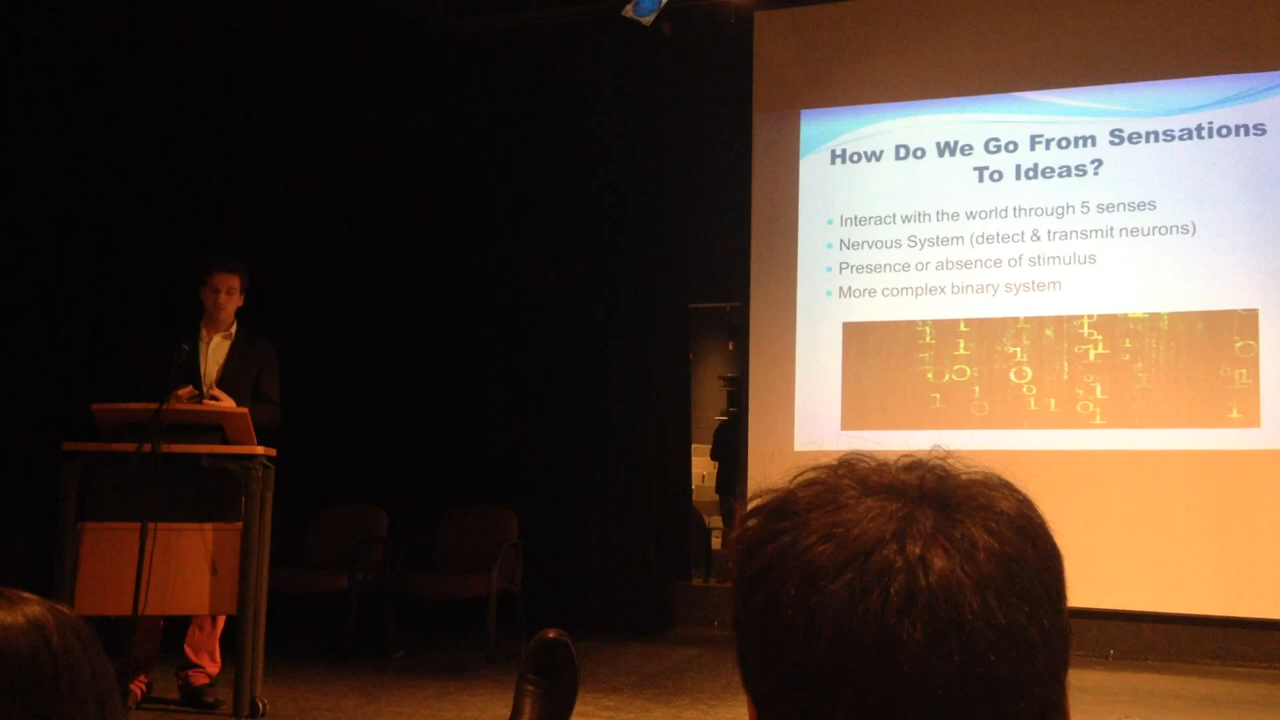 How Do We Go From Sensations
To Ideas?
Interact with the world through 5 senses
Nervous System (detect & transmit neurons)
Presence or absence of stimulus
More complex binary system